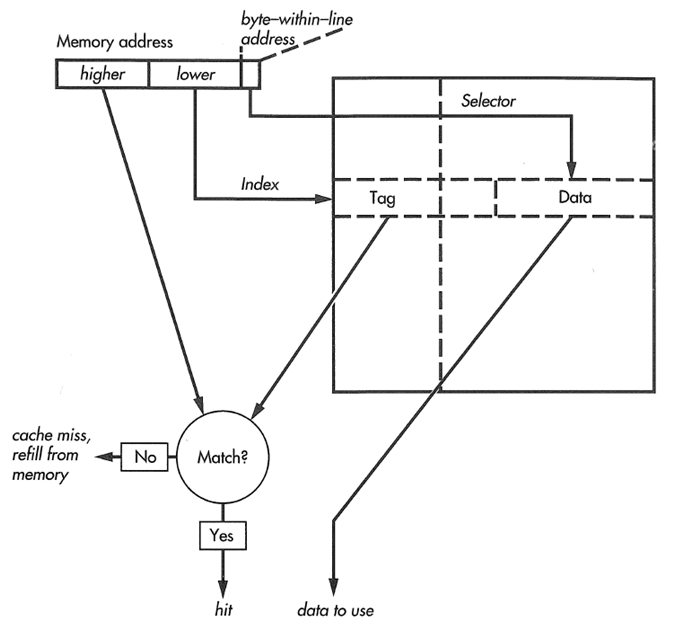 byte–within–line
address
Memory address
higher
lower
Selector
Index
Tag
Data
cache miss,
refill from
memory
No
Match?
Yes
hit
data to use